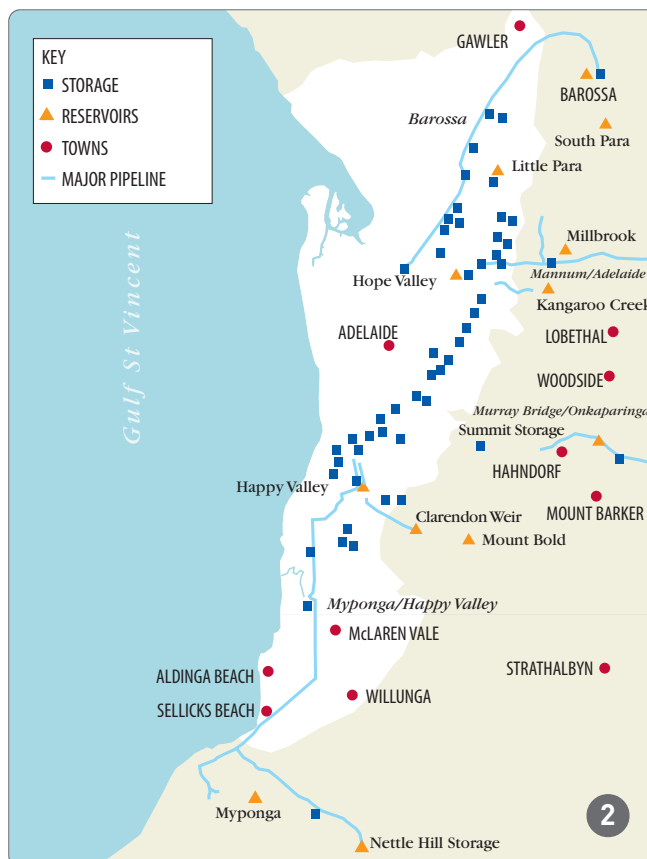 GAWLER
KEY
STORAGE
RESERVOIRS
TOWNS
MAJOR PIPELINE
BAROSSA
Barossa
South Para
Little Para
Gulf St Vincent
Millbrook
Mannum/Adelaide
Hope Valley
Kangaroo Creek
ADELAIDE
LOBETHAL
WOODSIDE
Murray Bridge/Onkaparinga
Summit Storage
HAHNDORF
Happy Valley
MOUNT BARKER
Clarendon Weir
Mount Bold
Myponga/Happy Valley
McLAREN VALE
ALDINGA BEACH
STRATHALBYN
WILLUNGA
SELLICKS BEACH
Myponga
2
Nettle Hill Storage